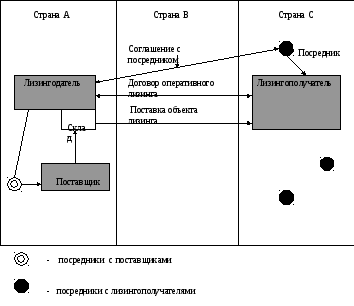 Страна А
Страна В
Страна С
Соглашение с
посредником
Посредник
Лизингодатель
Договор оперативного
лизинга
Лизингополучатель
Поставка объекта
лизинга
Скла
д
Поставщик
- посредники с поставщиками
- посредники с лизингополучателями